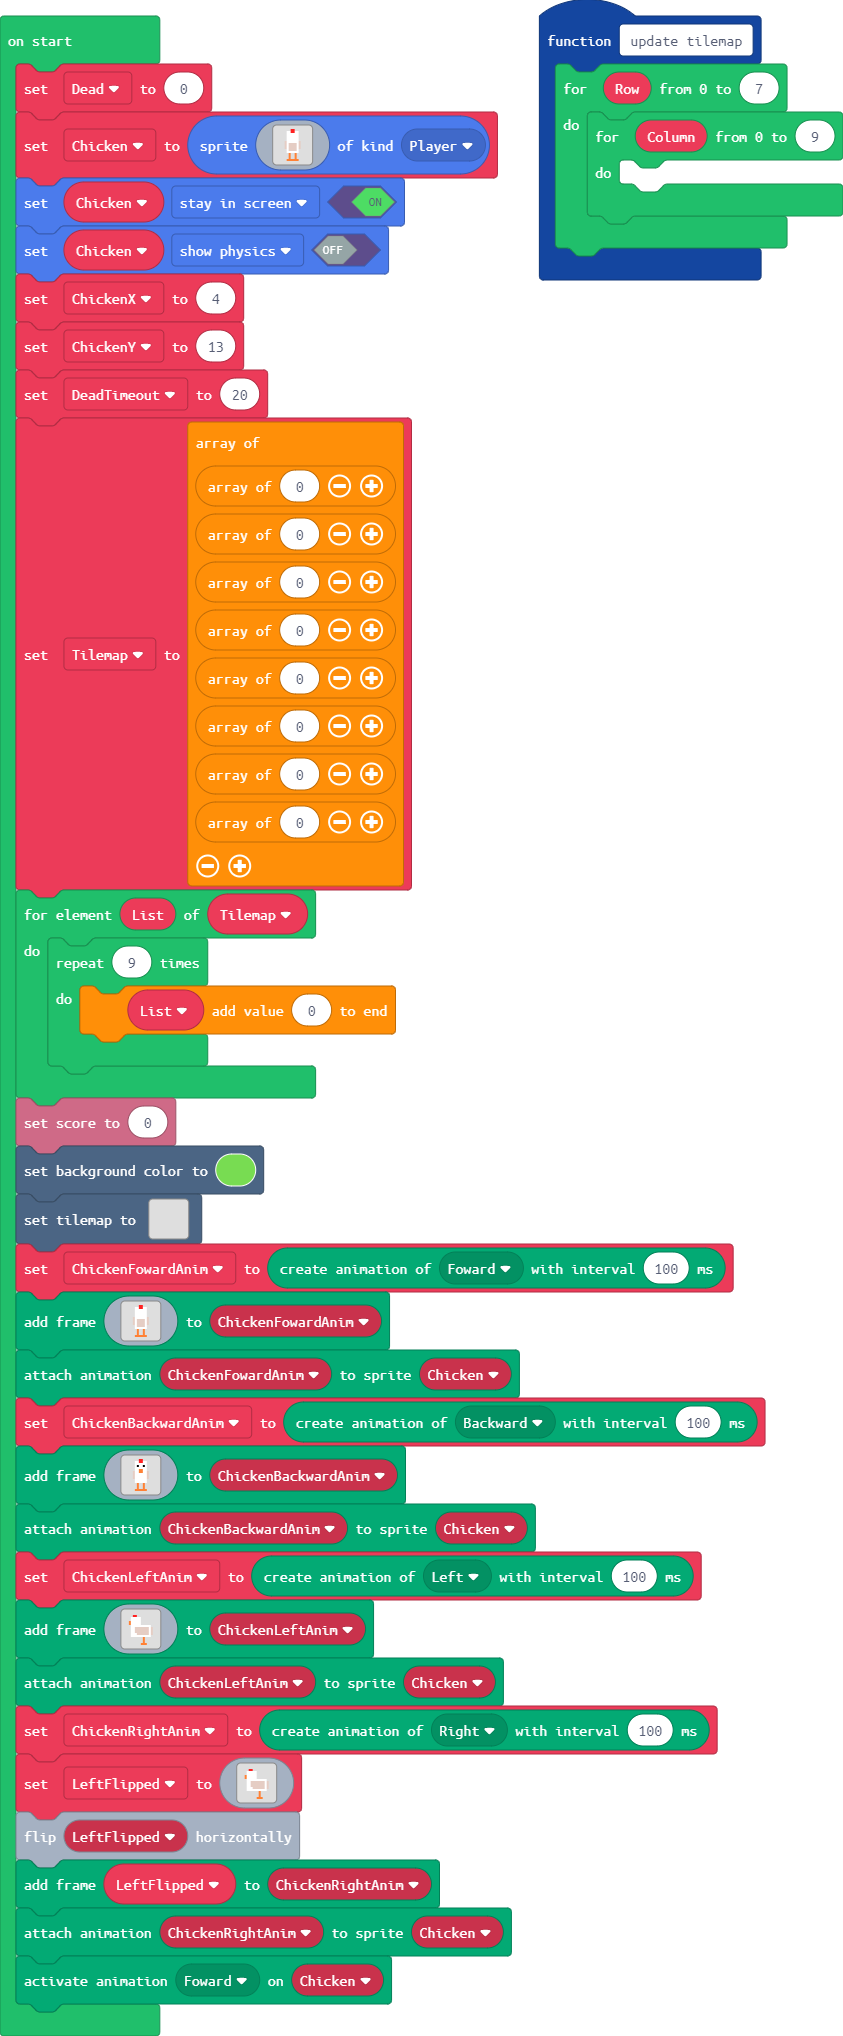 on start
set Dead to 0
set Chicken to sprite of kind Player
set Chicken stay in screen ON
set Chicken show physics OFF
set ChickenX to 4
set ChickenY to 13
set DeadTimeout to 20
set Tilemap to array of
array of 0
array of 0
array of 0
array of 0
array of 0
array of 0
array of 0
array of 0
for element List of Tilemap
do
repeat 9 times
do
List add value 0 to end
set score to 0
set background color to
set tilemap to
set ChickenFowardAnim to create animation of Foward with interval 100 ms
add frame to ChickenFowardAnim
attach animation ChickenFowardAnim to sprite Chicken
set ChickenBackwardAnim to create animation of Backward with interval 100 ms
add frame to ChickenBackwardAnim
attach animation ChickenBackwardAnim to sprite Chicken
set ChickenLeftAnim to create animation of Left with interval 100 ms
add frame to ChickenLeftAnim
attach animation ChickenLeftAnim to sprite Chicken
set ChickenRightAnim to create animation of Right with interval 100 ms
set LeftFlipped to
flip LeftFlipped horizontally
add frame LeftFlipped to ChickenRightAnim
attach animation ChickenRightAnim to sprite Chicken
activate animation Foward on Chicken
function update tilemap
for Row from 0 to 7
do
for Column from 0 to 9
do